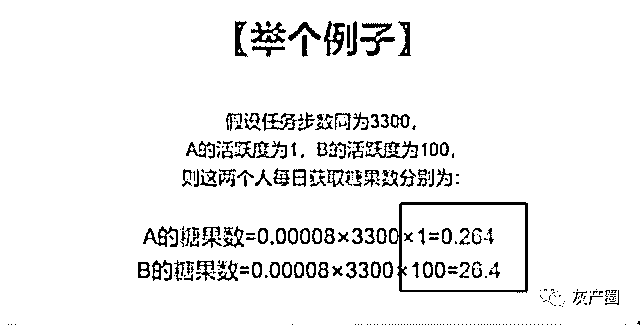 【举个例子】
假设任务步数同为3300，
A的活跃度为1，B的活跃度为100，
则这两个人每日获取糖果数分别为：
A的糖果数=0.00008×3300×1=0.264
B的糖果数=0.00008×3300×100=26.4
灰产圈